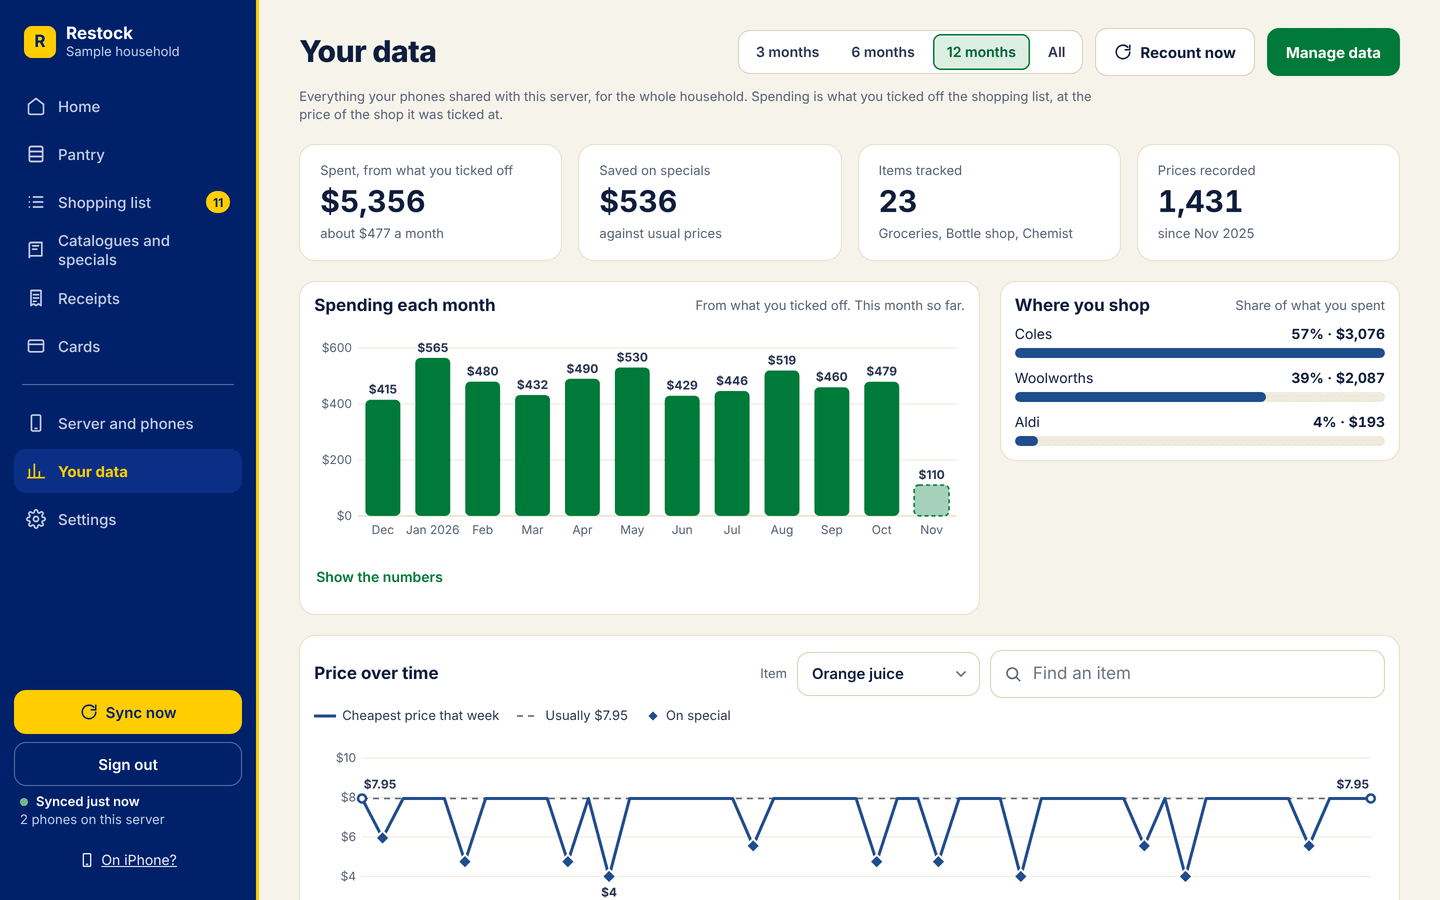 R
Restock
Sample household
Home
Pantry
Shopping list
11
Catalogues and
specials
Receipts
Cards
Server and phones
Your data
Settings
Sync now
Sign out
Synced just now
2 phones on this server
On iPhone?
Your data
3 months
6 months
12 months
All
Recount now
Manage data
Everything your phones shared with this server, for the whole household. Spending is what you ticked off the shopping list, at the
price of the shop it was ticked at.
Spent, from what you ticked off
$5,356
about $477 a month
Saved on specials
$536
against usual prices
Items tracked
23
Groceries, Bottle shop, Chemist
Prices recorded
1,431
since Nov 2025
Spending each month
From what you ticked off. This month so far.
$600
$400
$200
$0
$415
$565
$480
$432
$490
$530
$429
$446
$519
$460
$479
$110
Dec
Jan 2026
Feb
Mar
Apr
May
Jun
Jul
Aug
Sep
Oct
Nov
Show the numbers
Where you shop
Share of what you spent
Coles
57% · $3,076
Woolworths
39% · $2,087
Aldi
4% · $193
Price over time
Item
Orange juice
Find an item
Cheapest price that week
Usually $7.95
On special
$10
$8
$6
$4
$7.95
$4
$7.95